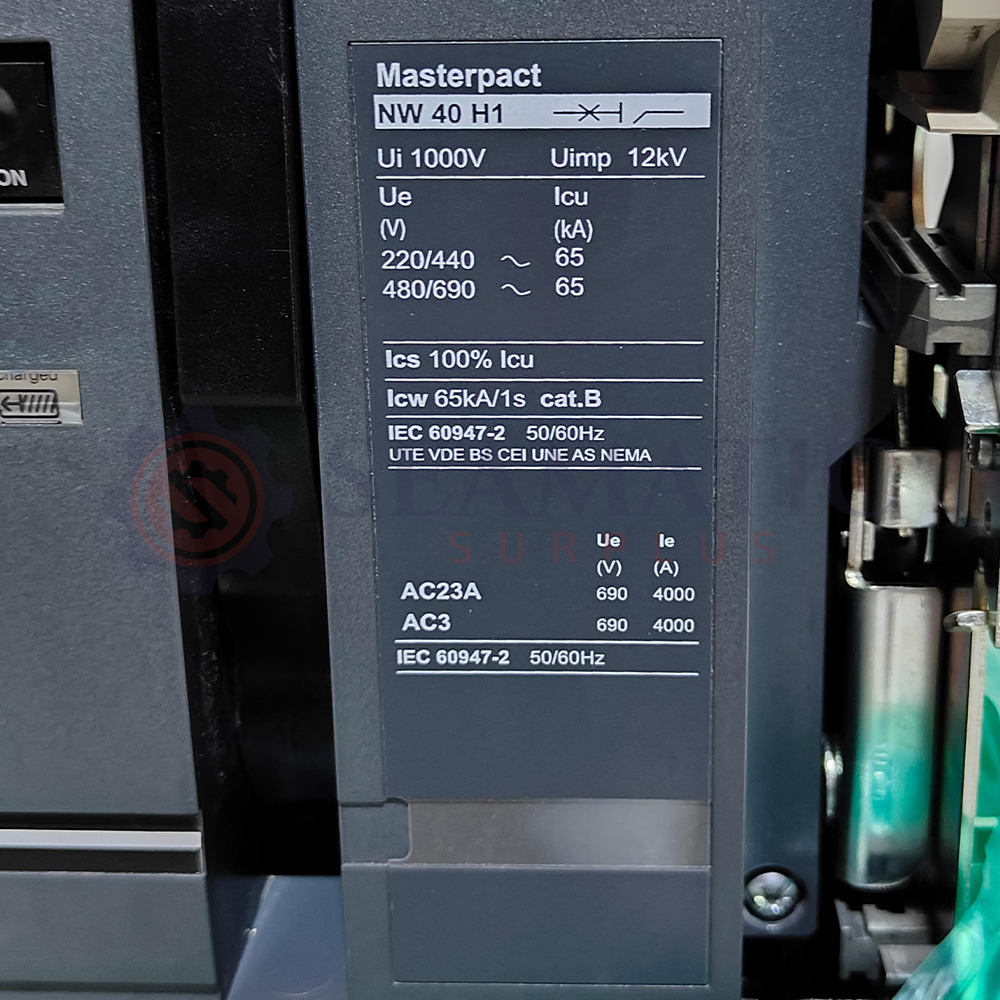 Masterpact
NW 40 H1
Ui 1000V Uimp 12kV
Ue Icu
(V) (kA)
220/440 ~ 65
480/690 ~ 65
Ics 100% Icu
Icw 65kA/1s cat.B
IEC 60947-2 50/60Hz
UTE VDE BS CEI UNE AS NEMA
Ue Ie
(V) (A)
AC23A 690 4000
AC3 690 4000
IEC 60947-2 50/60Hz
ON
charged
SEAMATIC
SURPLUS